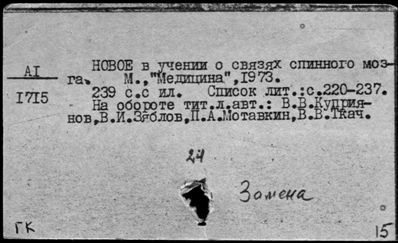 НОВОЕ в учении о связях спинного моз-
АI
га. М.,"Медицина",1973.
1715
239 с.с ил. Список лит.:с.220-237.
На обороте тит.л.авт.: В.В.Куприя-
нов,В.И.Зяблов,П.А.Мотавкин,В.В.Ткач.
24
Замена
ГК
15